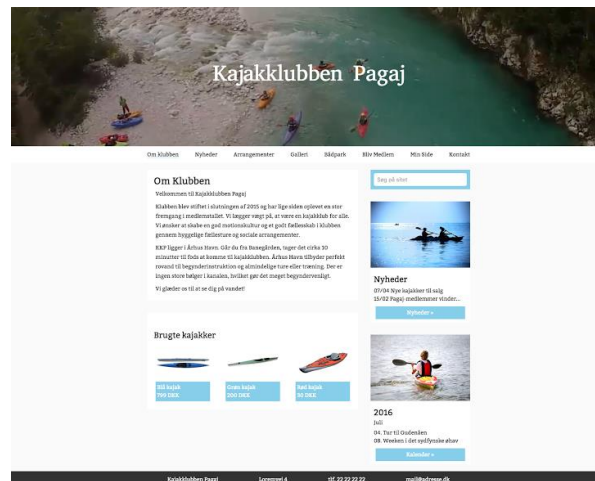 Kajakklubben Pagaj
Om klubben Nyheder Arrangementer Galleri Bådpark Bliv Medlem Min Side Kontakt
Om Klubben
Velkommen til Kajakklubben Pagaj
Klubben blev stiftet i slutningen af 2015 og har lige siden oplevet en stor
fremgang i medlemstallet. Vi lægger vægt på, at være en kajakklub for alle.
Vi ønsker at skabe en god motionskultur og et godt fællesskab i klubben
gennem hyggelige fællesture og sociale arrangementer.
KKP ligger i Århus Havn. Går du fra Banegården, tager det cirka 10
minutter til fods at komme til kajakklubben. Århus Havn tilbyder perfekt
rovand til begynderinstruktion og almindelige ture eller træning. Der er
ingen store bølger i kanalen, hvilket gør det meget begyndervenligt.
Vi glæder os til at se dig på vandet!
Søg på sitet
Nyheder
07/04 Nye kajakker til salg
15/02 Pagaj-medlemmer vinder...
Nyheder »
Brugte kajakker
Blå kajak
799 DKK
Grøn kajak
200 DKK
Rød kajak
50 DKK
2016
Juli
04. Tur til Gudenåen
08. Weeken i det sydfynske øhav
Kalender »
Kajakklubben Pagaj Loremvej 4 tlf. 22 22 22 22 mail@adresse.dk